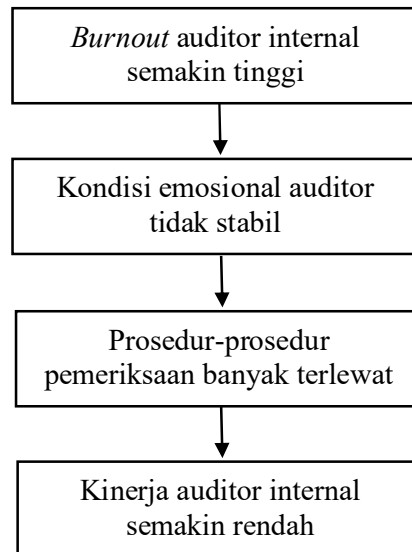 Burnout auditor internal
semakin tinggi
Kondisi emosional auditor
tidak stabil
Prosedur-prosedur
pemeriksaan banyak terlewat
Kinerja auditor internal
semakin rendah